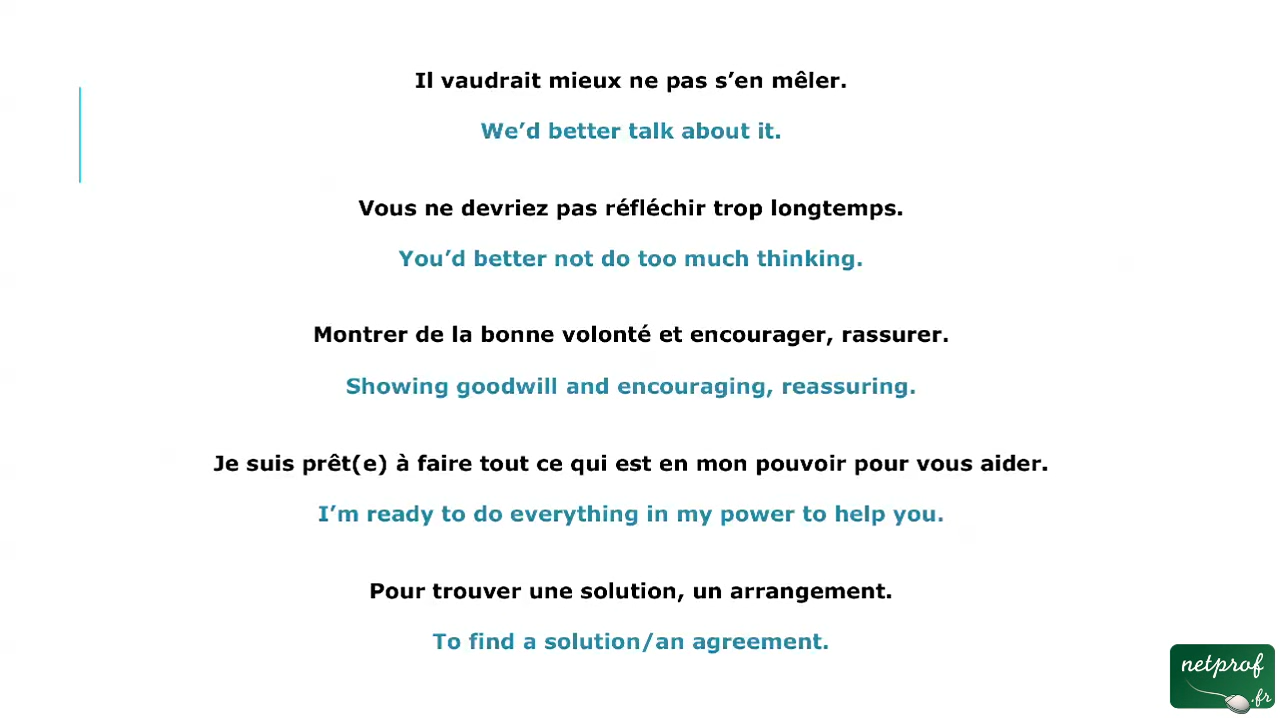 Il vaudrait mieux ne pas s’en mêler.
We’d better talk about it.
Vous ne devriez pas réfléchir trop longtemps.
You’d better not do too much thinking.
Montrer de la bonne volonté et encourager, rassurer.
Showing goodwill and encouraging, reassuring.
Je suis prêt(e) à faire tout ce qui est en mon pouvoir pour vous aider.
I’m ready to do everything in my power to help you.
Pour trouver une solution, un arrangement.
To find a solution/an agreement.
netprof
.fr